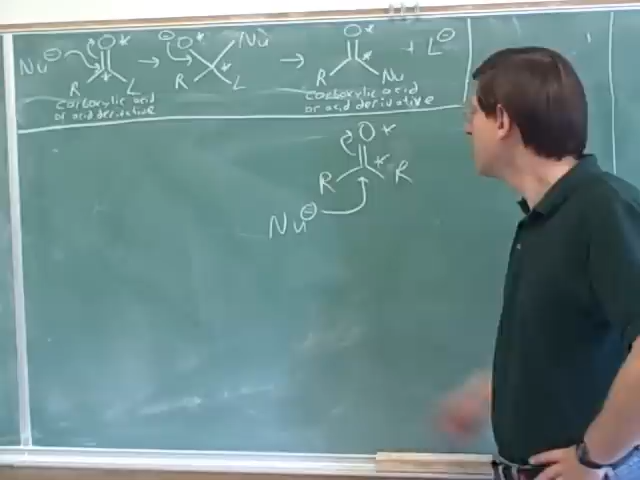 Nu⊖ O* → ⊖O* Nu → O* + L⊖
R L R L R Nu
carboxylic acid carboxylic acid
or acid derivative or acid derivative
O*
R * R
Nu⊖